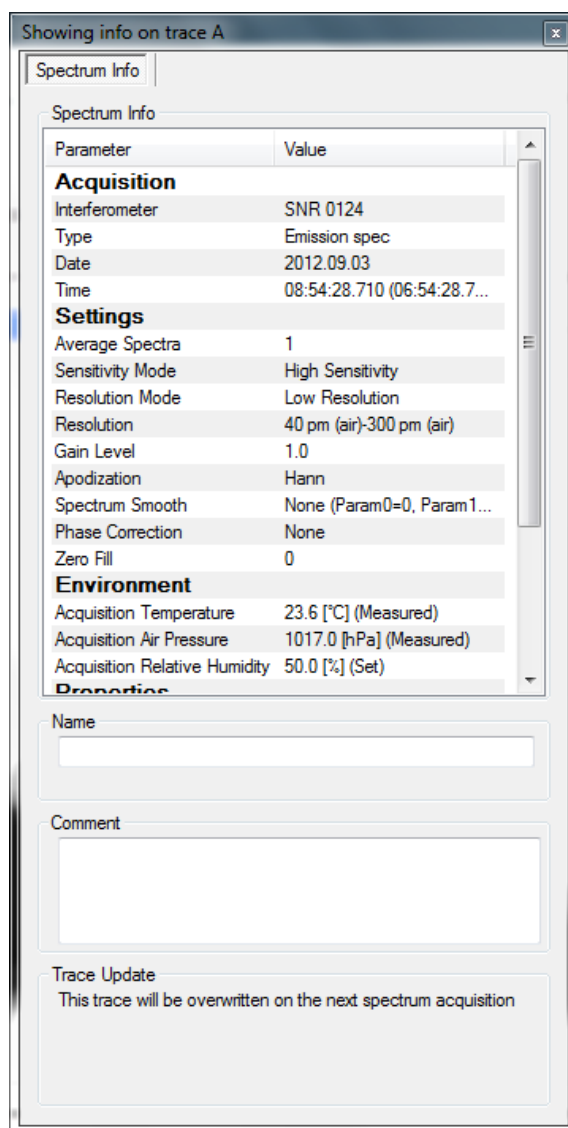 Showing info on trace A
Spectrum Info
Spectrum Info
Parameter Value
Acquisition
Interferometer SNR 0124
Type Emission spec
Date 2012.09.03
Time 08:54:28.710 (06:54:28.7...
Settings
Average Spectra 1
Sensitivity Mode High Sensitivity
Resolution Mode Low Resolution
Resolution 40 pm (air)-300 pm (air)
Gain Level 1.0
Apodization Hann
Spectrum Smooth None (Param0=0, Param1...
Phase Correction None
Zero Fill 0
Environment
Acquisition Temperature 23.6 [°C] (Measured)
Acquisition Air Pressure 1017.0 [hPa] (Measured)
Acquisition Relative Humidity 50.0 [%] (Set)
Properties
Name
Comment
Trace Update
This trace will be overwritten on the next spectrum acquisition